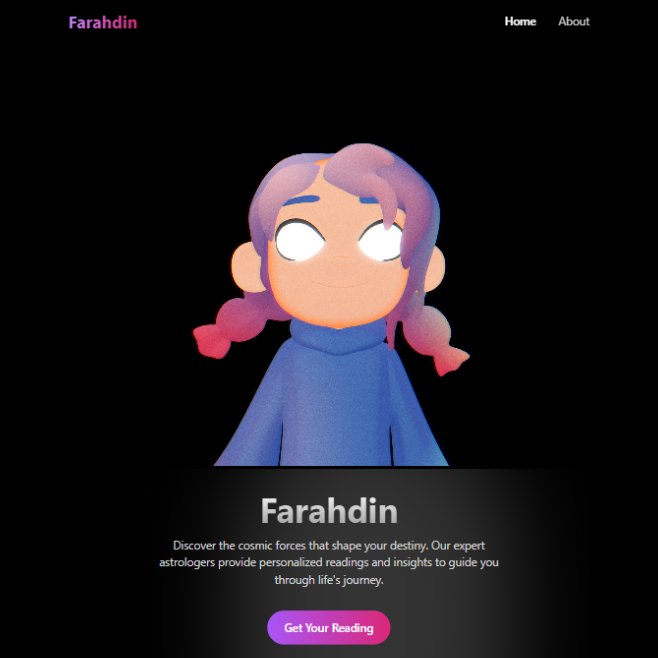 Farahdin
Home About
Farahdin
Discover the cosmic forces that shape your destiny. Our expert
astrologers provide personalized readings and insights to guide you
through life's journey.
Get Your Reading